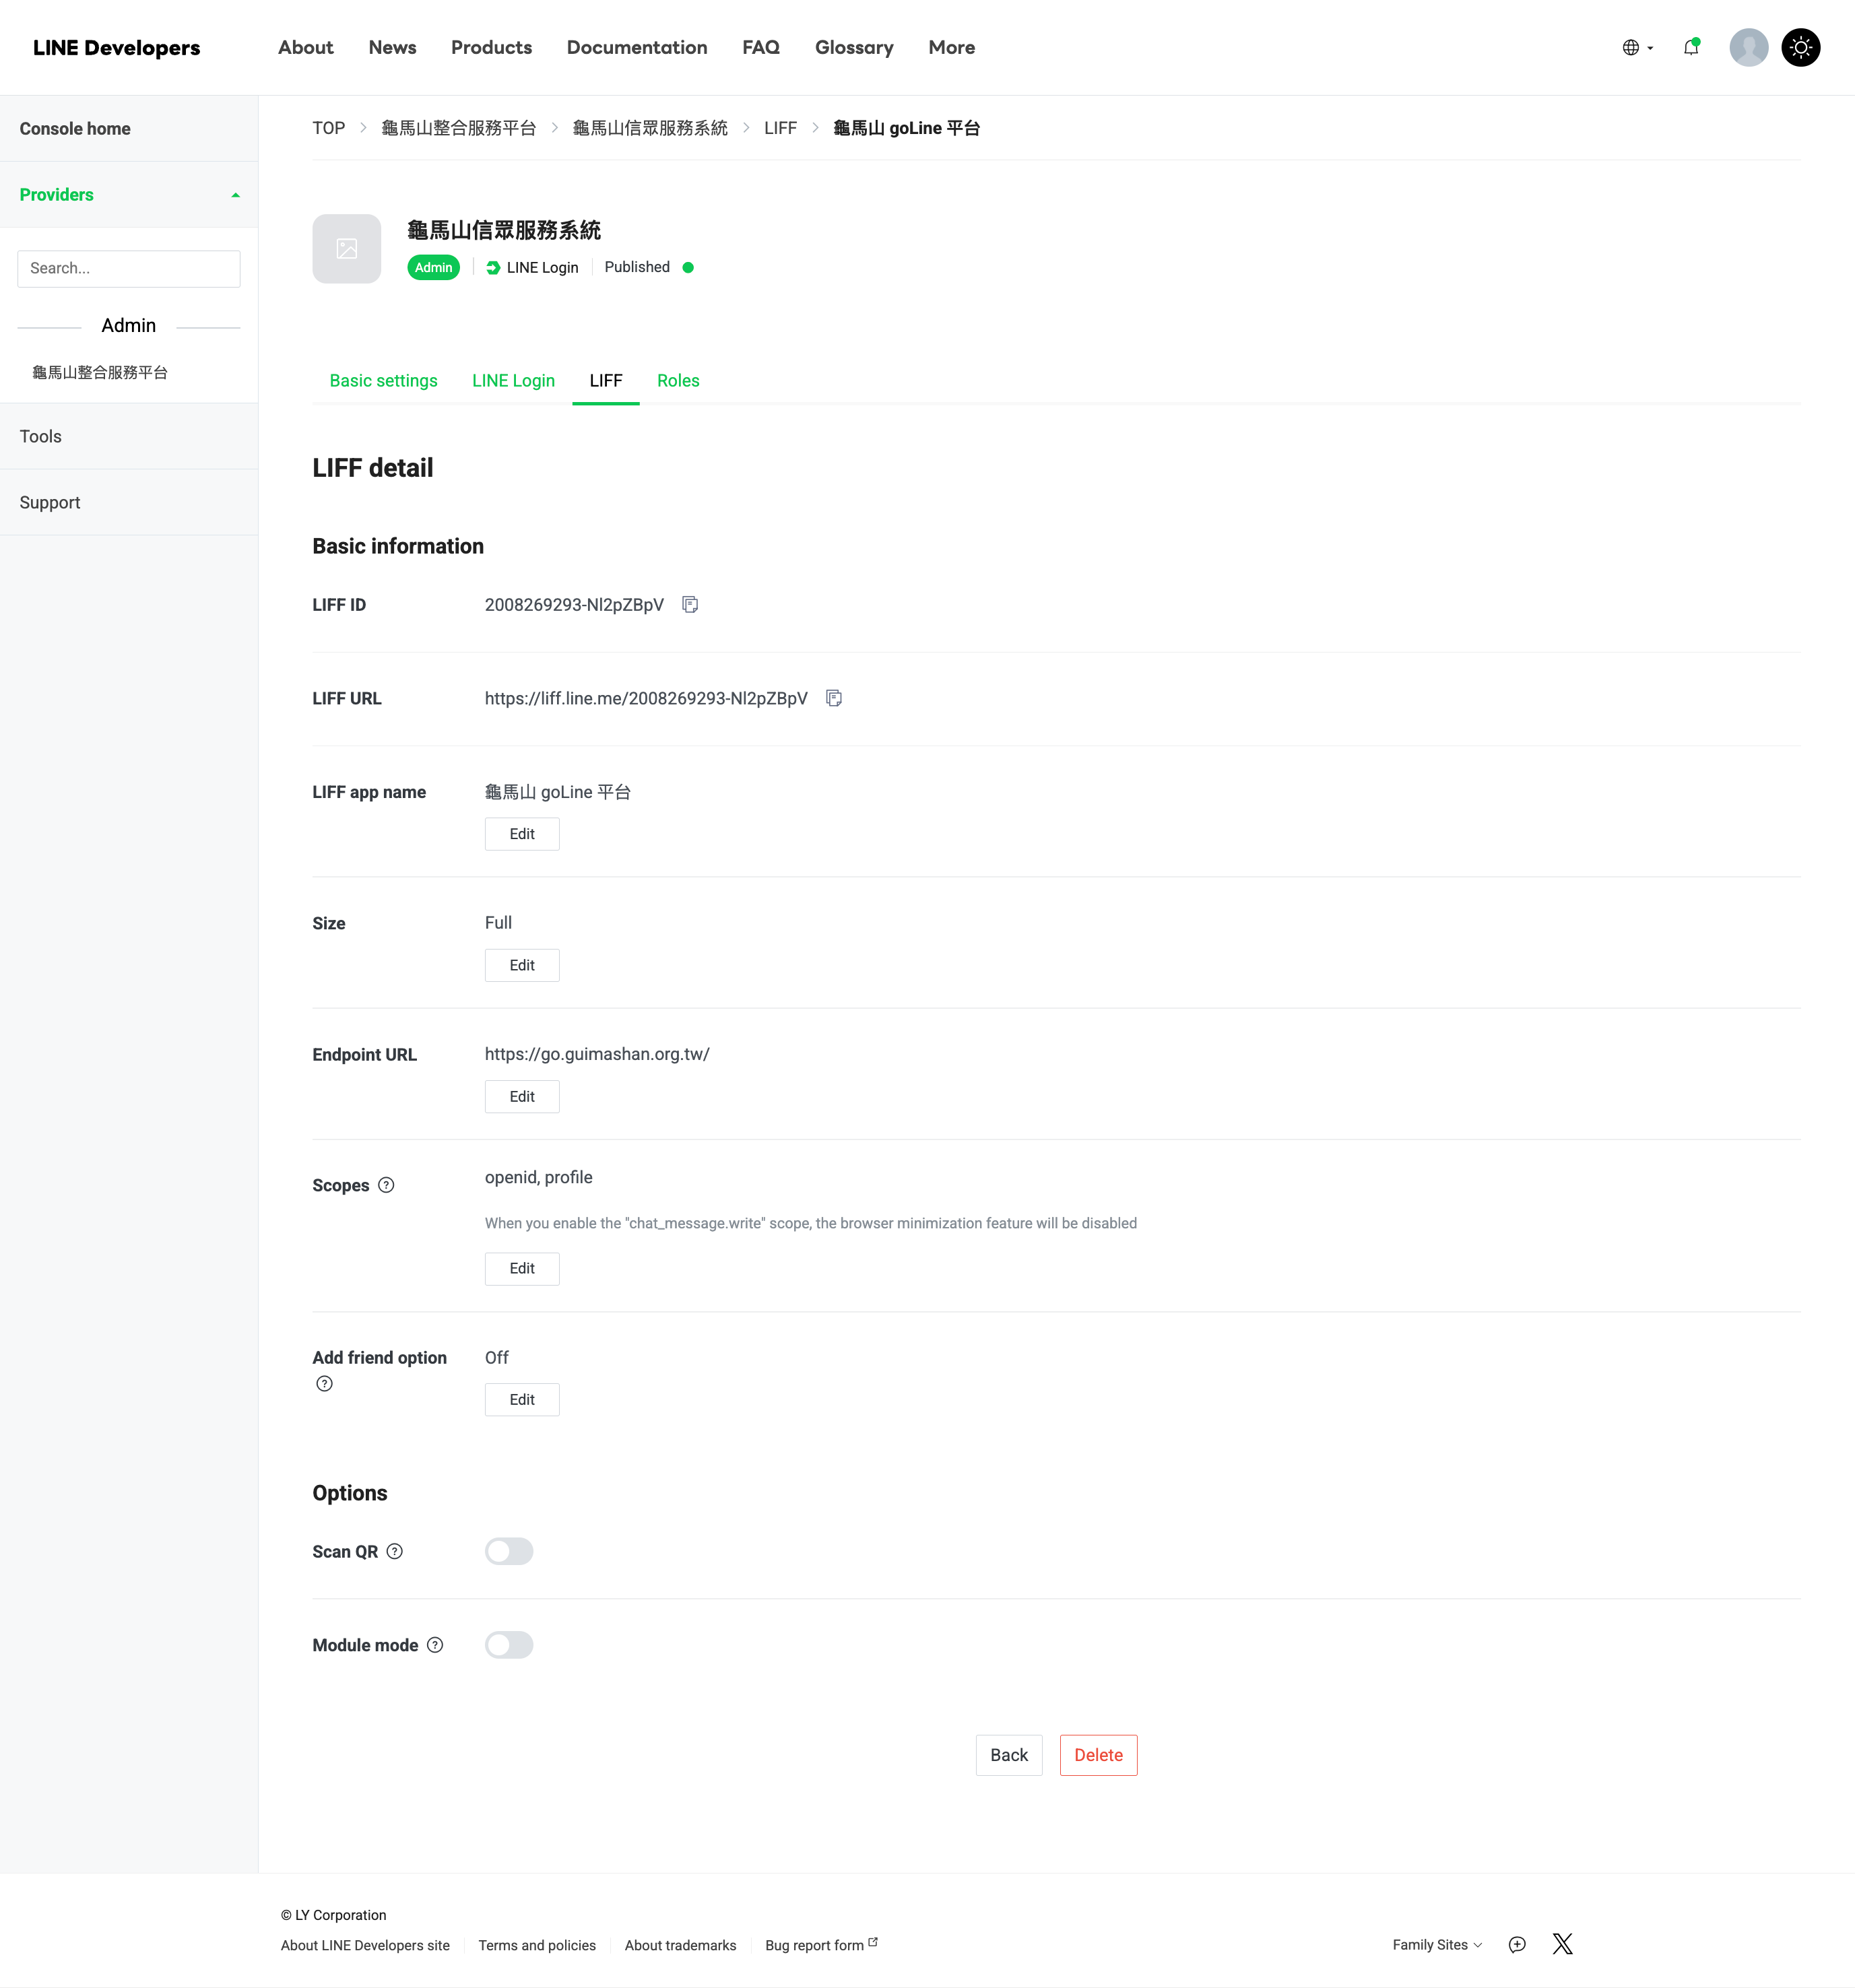 LINE Developers
About
News
Products
Documentation
FAQ
Glossary
More
Console home
Providers
Search...
Admin
龜馬山整合服務平台
Tools
Support
TOP > 龜馬山整合服務平台 > 龜馬山信眾服務系統 > LIFF > 龜馬山 goLine 平台
龜馬山信眾服務系統
Admin
LINE Login
Published
Basic settings
LINE Login
LIFF
Roles
LIFF detail
Basic information
LIFF ID
2008269293-Nl2pZBpV
LIFF URL
https://liff.line.me/2008269293-Nl2pZBpV
LIFF app name
龜馬山 goLine 平台
Edit
Size
Full
Edit
Endpoint URL
https://go.guimashan.org.tw/
Edit
Scopes
openid, profile
When you enable the "chat_message.write" scope, the browser minimization feature will be disabled
Edit
Add friend option
Off
Edit
Options
Scan QR
Module mode
Back
Delete
© LY Corporation
About LINE Developers site
Terms and policies
About trademarks
Bug report form
Family Sites